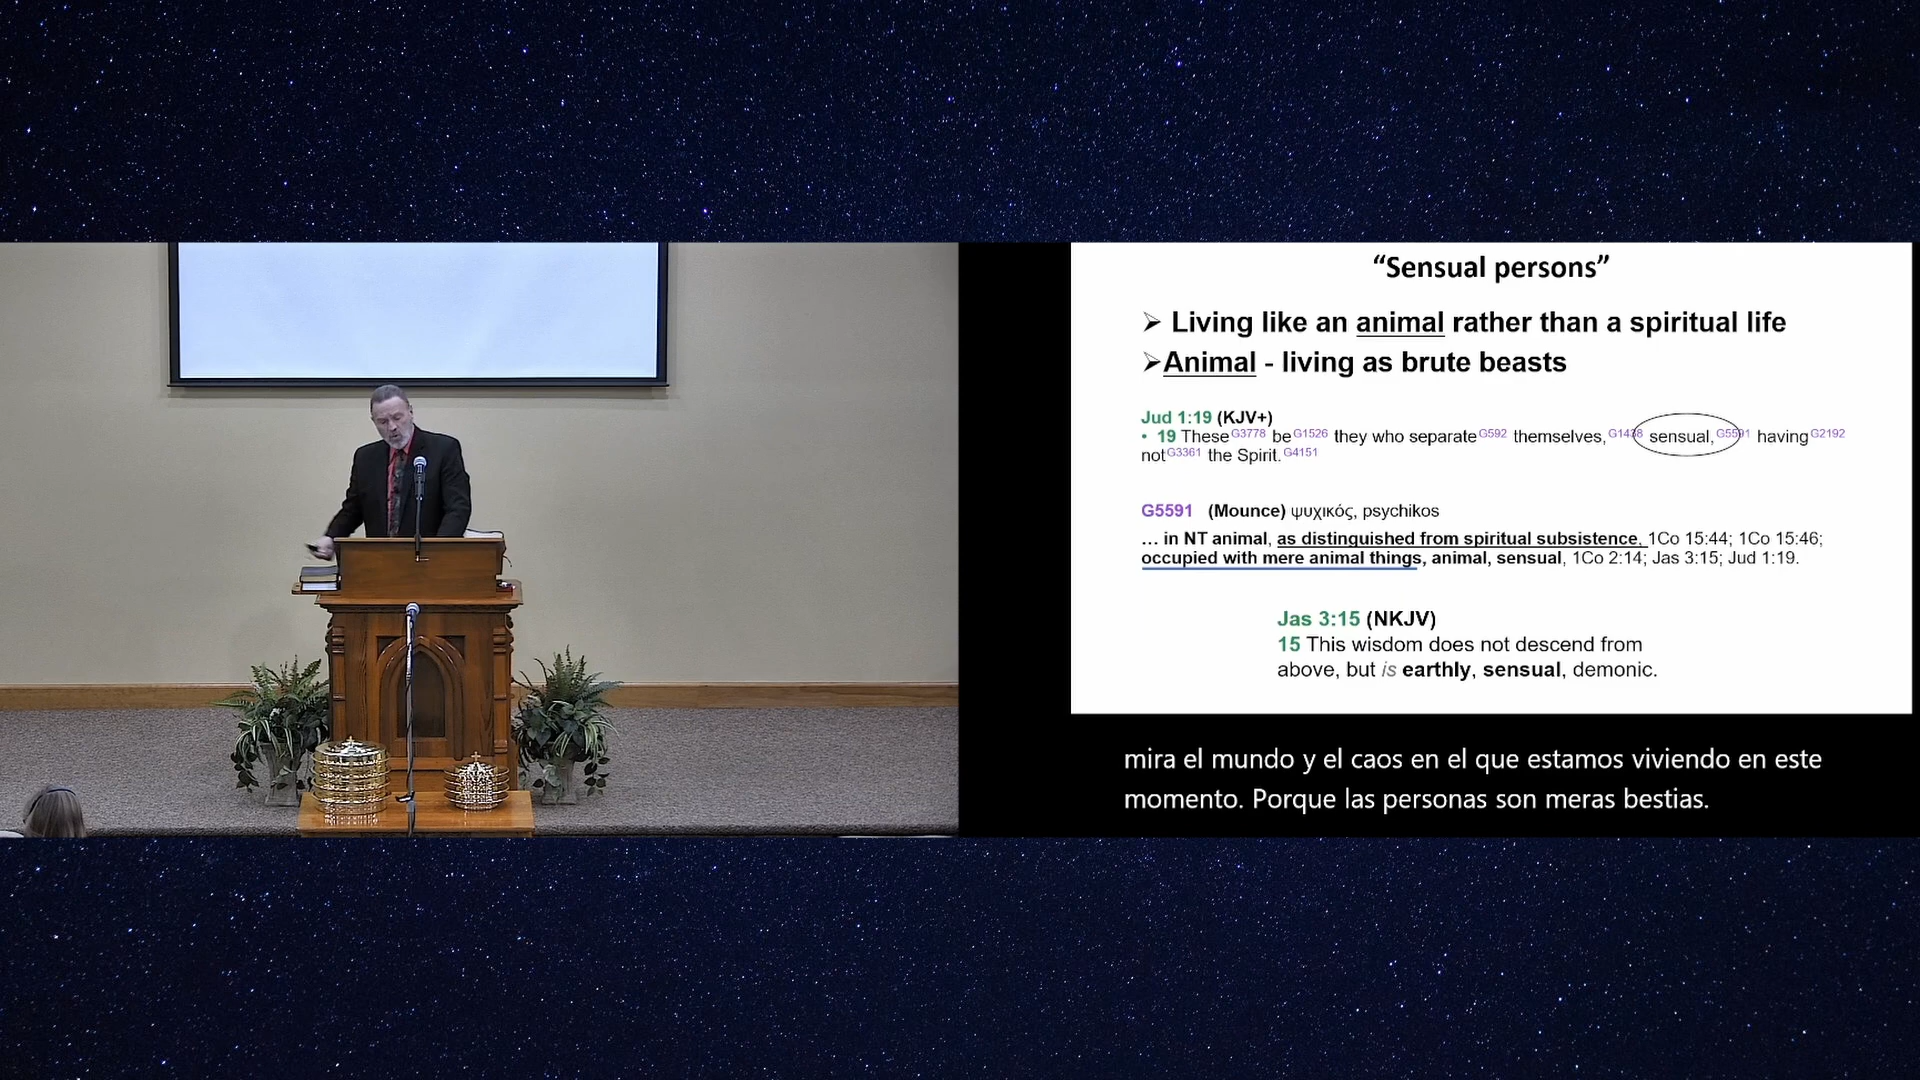 “Sensual persons”
➢ Living like an animal rather than a spiritual life
➢Animal - living as brute beasts
Jud 1:19 (KJV+)
• 19 These G3778 be G1526 they who separate G592 themselves, G1438 sensual, G5591 having G2192
not G3361 the Spirit. G4151
G5591 (Mounce) ψυχικός, psychikos
… in NT animal, as distinguished from spiritual subsistence, 1Co 15:44; 1Co 15:46;
occupied with mere animal things, animal, sensual, 1Co 2:14; Jas 3:15; Jud 1:19.
Jas 3:15 (NKJV)
15 This wisdom does not descend from
above, but is earthly, sensual, demonic.
mira el mundo y el caos en el que estamos viviendo en este
momento. Porque las personas son meras bestias.